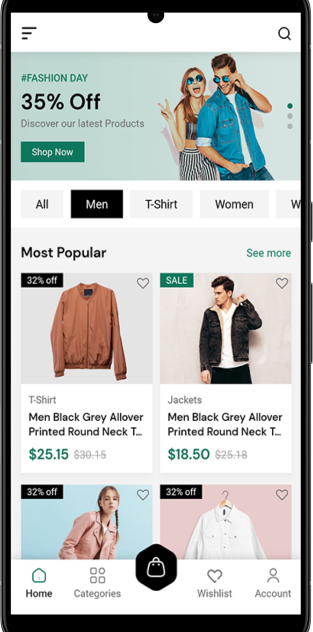 #FASHION DAY
35% Off
Discover our latest Products
Shop Now
All Men T-Shirt Women W
Most Popular See more
32% off SALE
T-Shirt Jackets
Men Black Grey Allover Men Black Grey Allover
Printed Round Neck T... Printed Round Neck T...
$25.15 $30.15 $18.50 $25.18
32% off 32% off
Home Categories Wishlist Account